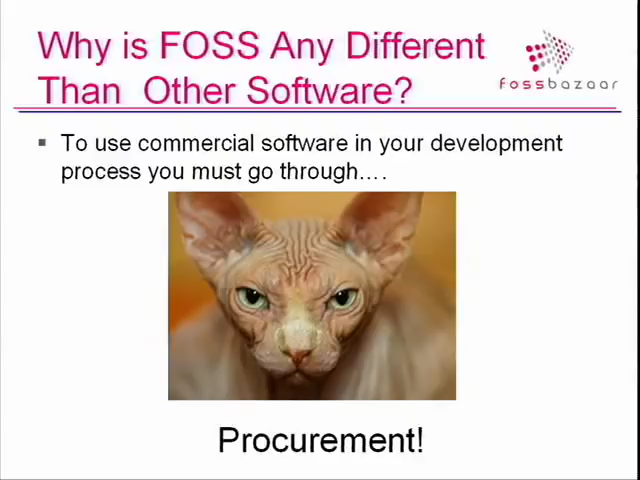 Why is FOSS Any Different
Than Other Software?
fossbazaar
▪ To use commercial software in your development
process you must go through….
Procurement!